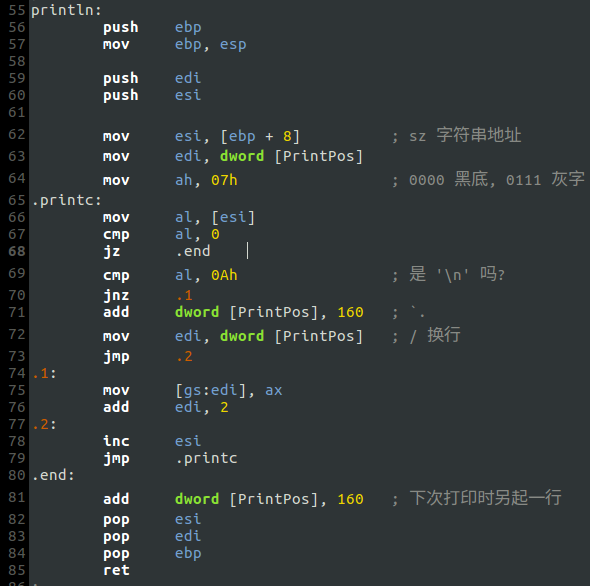 55 println:
56 push ebp
57 mov ebp, esp
58
59 push edi
60 push esi
61
62 mov esi, [ebp + 8] ; sz 字符串地址
63 mov edi, dword [PrintPos]
64 mov ah, 07h ; 0000 黑底, 0111 灰字
65 .printc:
66 mov al, [esi]
67 cmp al, 0
68 jz .end
69 cmp al, 0Ah ; 是 '\n' 吗?
70 jnz .1
71 add dword [PrintPos], 160 ; `.
72 mov edi, dword [PrintPos] ; / 换行
73 jmp .2
74 .1:
75 mov [gs:edi], ax
76 add edi, 2
77 .2:
78 inc esi
79 jmp .printc
80 .end:
81 add dword [PrintPos], 160 ; 下次打印时另起一行
82 pop esi
83 pop edi
84 pop ebp
85 ret